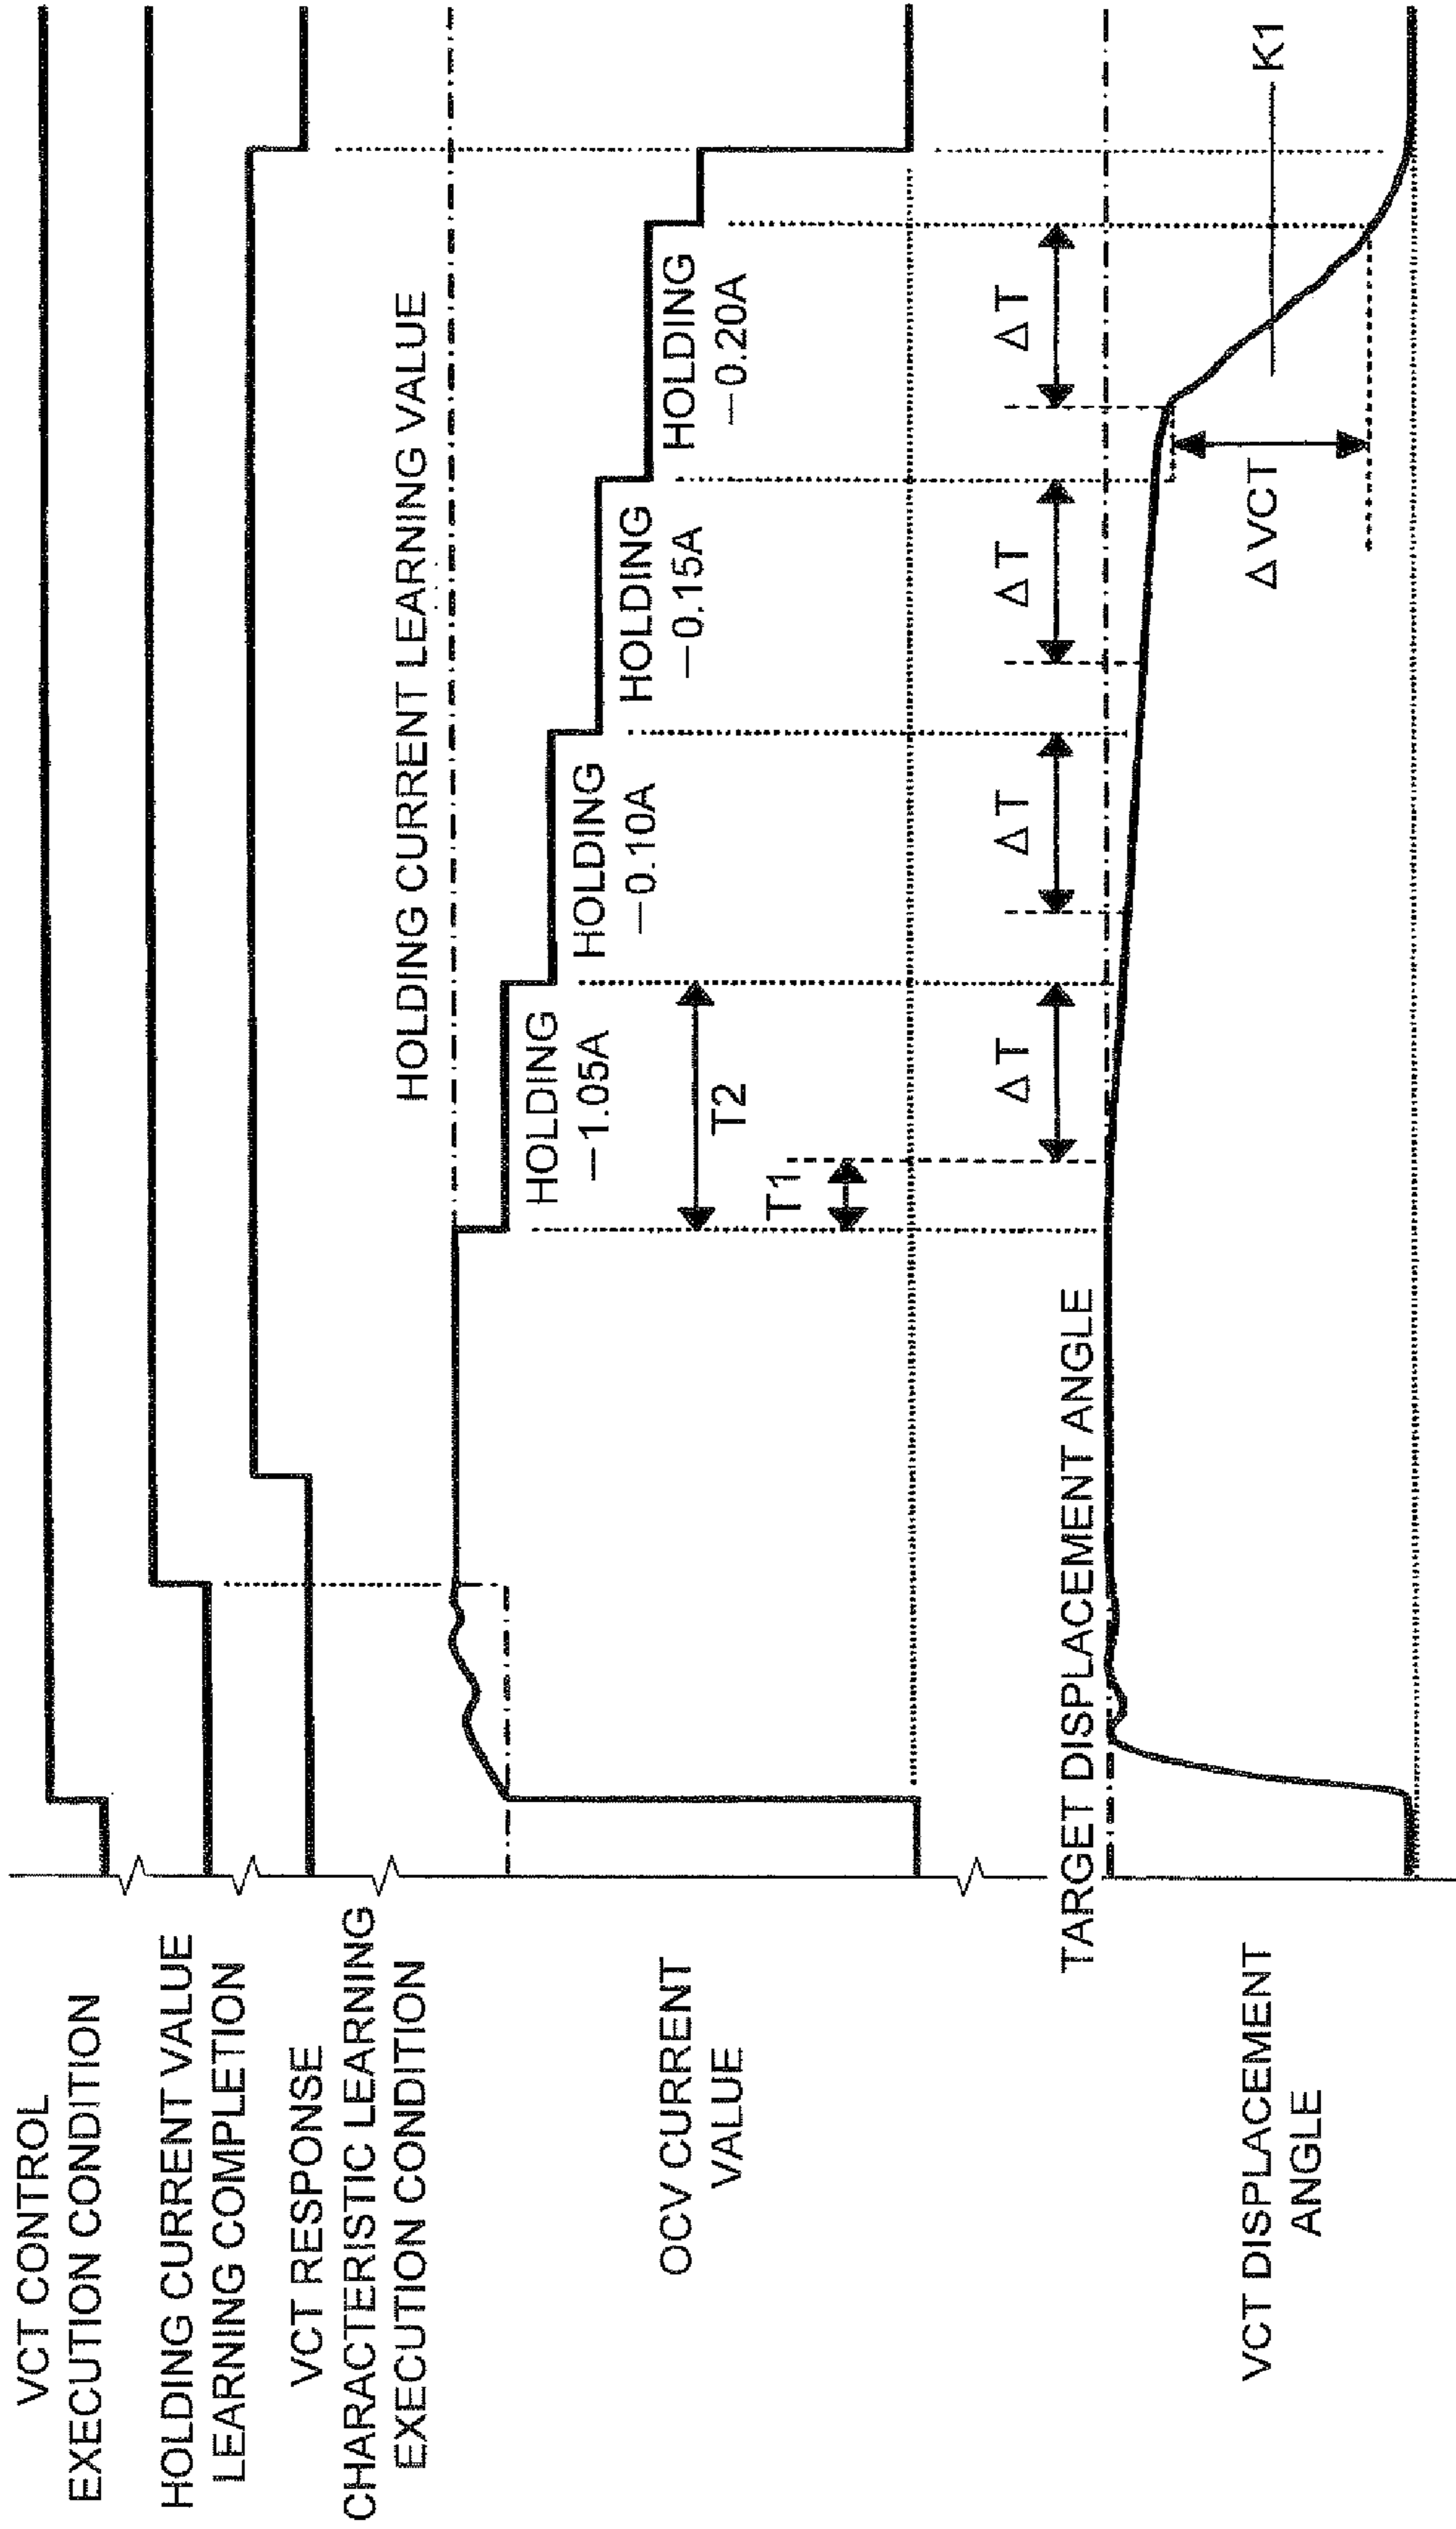 VCT CONTROL
EXECUTION CONDITION
HOLDING CURRENT VALUE
LEARNING COMPLETION
VCT RESPONSE
CHARACTERISTIC LEARNING
EXECUTION CONDITION
HOLDING CURRENT LEARNING VALUE
OCV CURRENT
VALUE
HOLDING
−1.05A
HOLDING
−0.10A
HOLDING
−0.15A
HOLDING
−0.20A
T2
T1
TARGET DISPLACEMENT ANGLE
ΔT
ΔT
ΔT
ΔT
VCT DISPLACEMENT
ANGLE
ΔVCT
K1